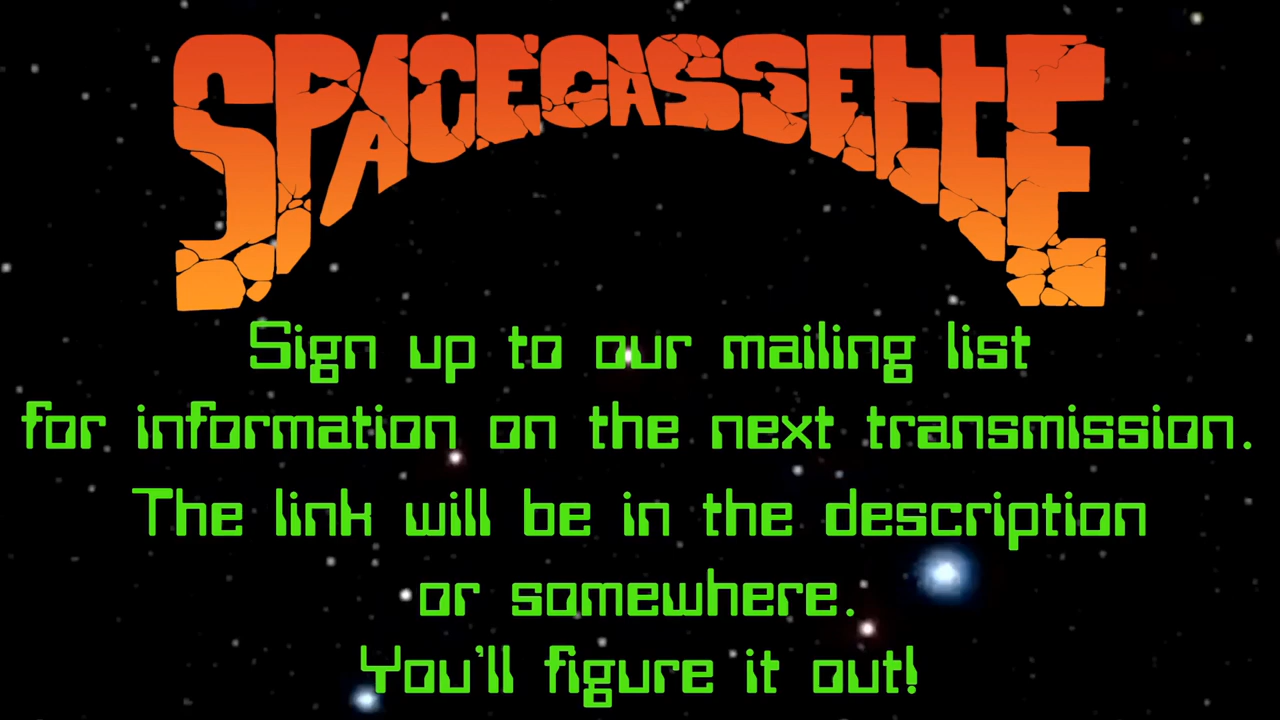 SPACECASSETTE
Sign up to our mailing list
for information on the next transmission.
The link will be in the description
or somewhere.
You'll figure it out!